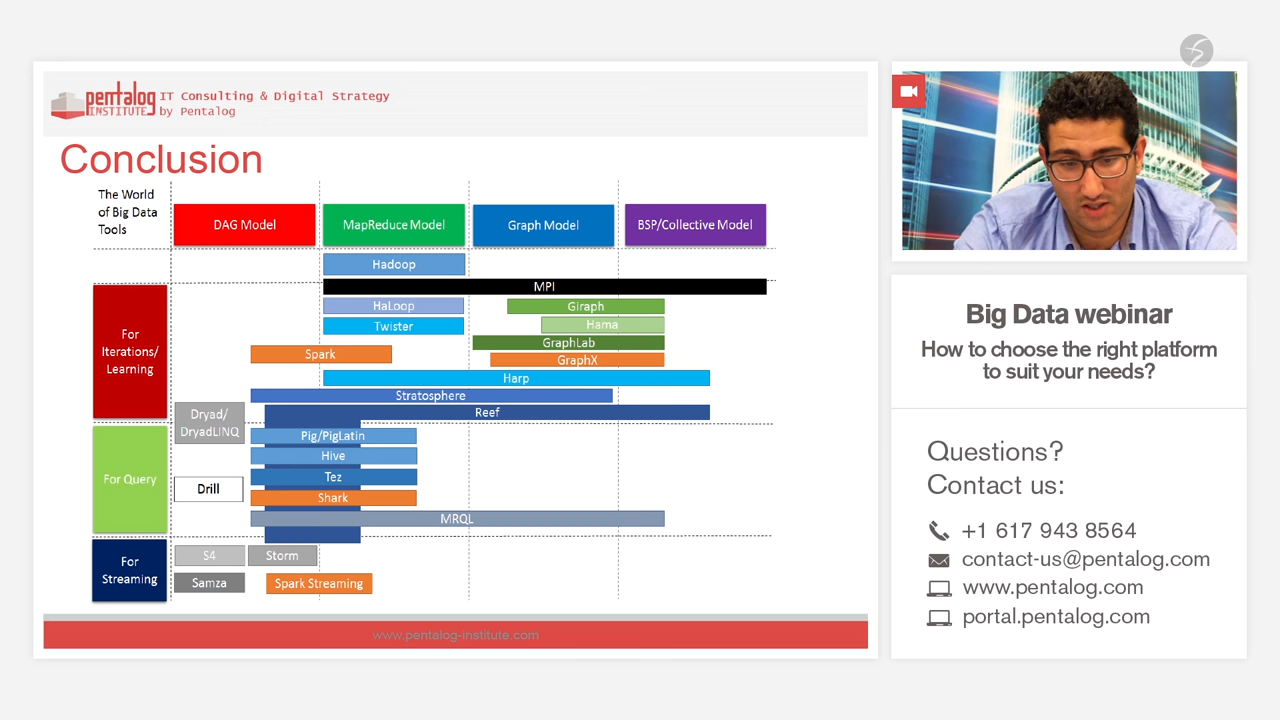 pentalog
INSTITUTE
IT Consulting & Digital Strategy
by Pentalog
Conclusion
The World
of Big Data
Tools
DAG Model
MapReduce Model
Graph Model
BSP/Collective Model
Hadoop
MPI
For
Iterations/
Learning
HaLoop
Giraph
Twister
Hama
GraphLab
Spark
GraphX
Harp
Stratosphere
Reef
Dryad/
DryadLINQ
For Query
Pig/PigLatin
Hive
Tez
Drill
Shark
MRQL
For
Streaming
S4
Storm
Samza
Spark Streaming
www.pentalog-institute.com
Big Data webinar
How to choose the right platform
to suit your needs?
Questions?
Contact us:
+1 617 943 8564
contact-us@pentalog.com
www.pentalog.com
portal.pentalog.com